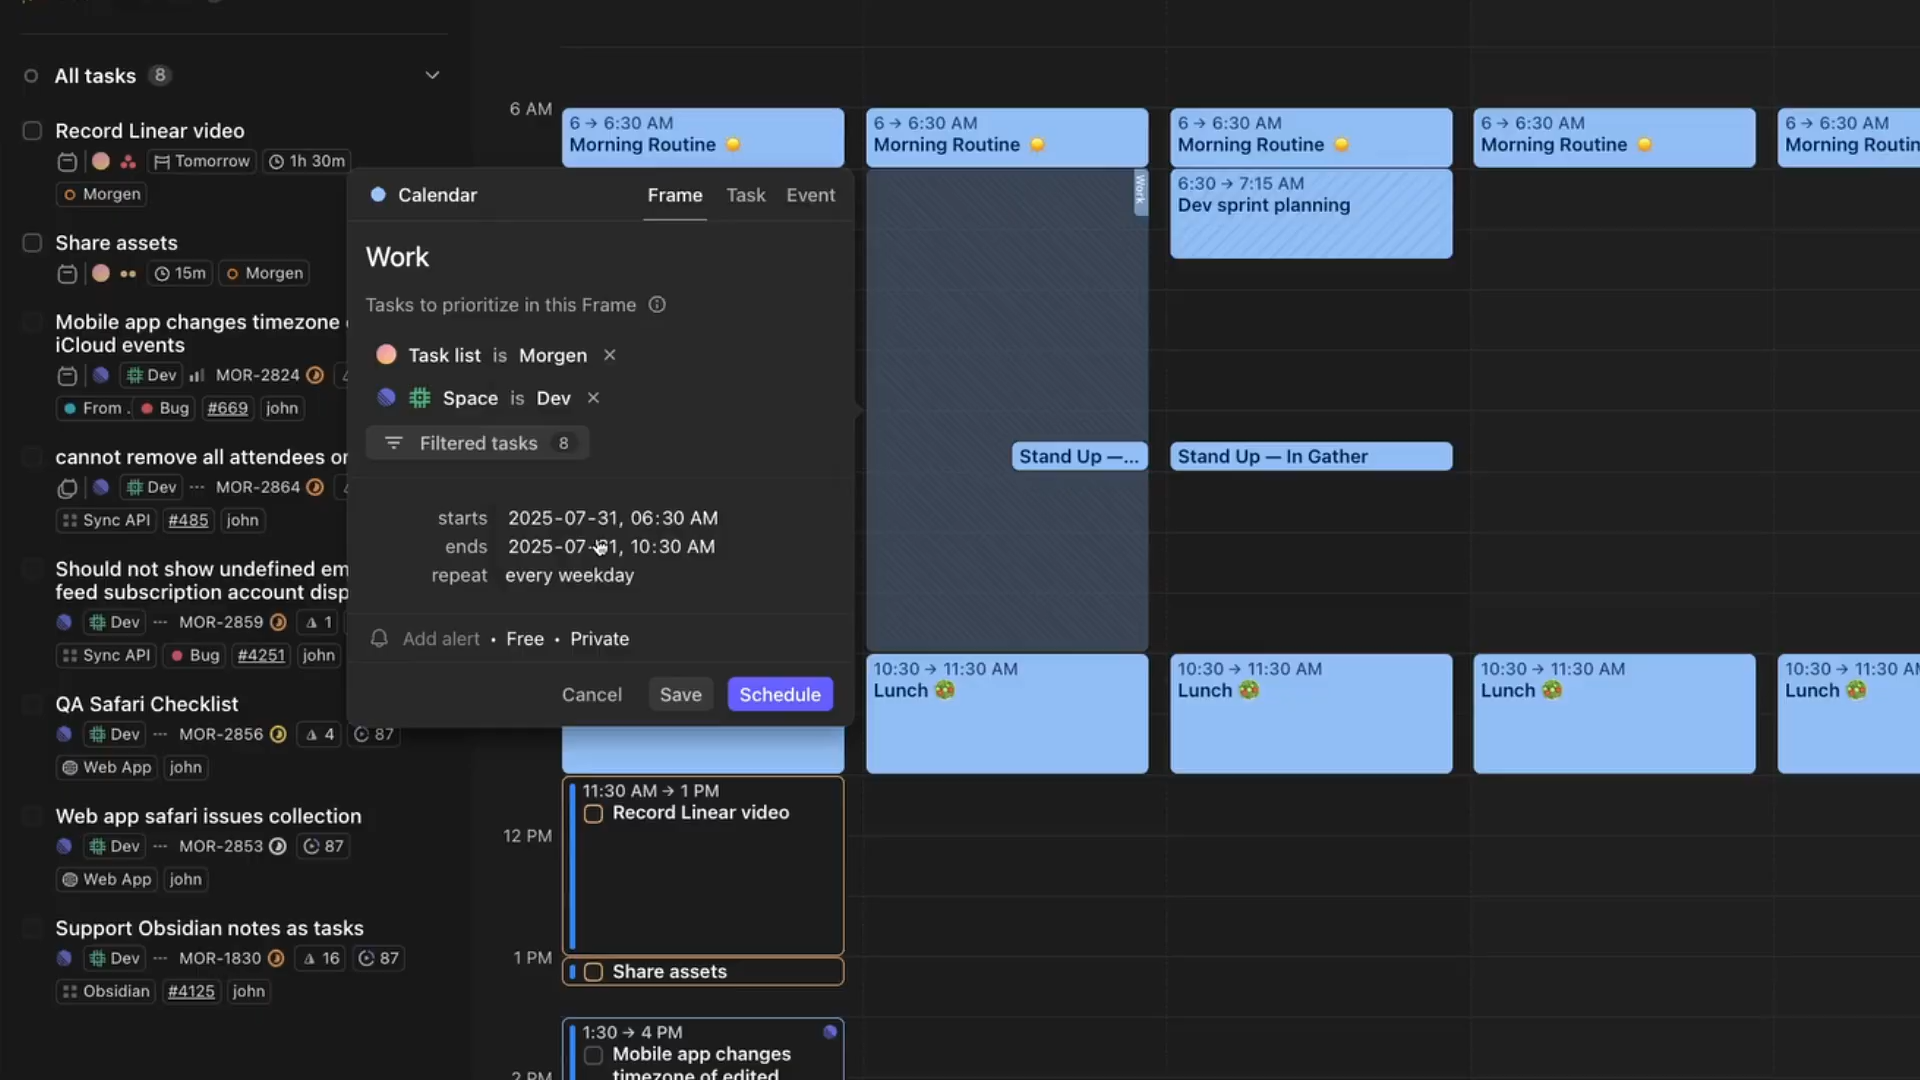 All tasks 8
Record Linear video
Tomorrow 1h 30m
Morgen
Share assets
15m Morgen
Mobile app changes timezone
iCloud events
Dev MOR-2824
From . Bug #669 john
cannot remove all attendees or
Dev MOR-2864
Sync API #485 john
Should not show undefined em
feed subscription account disp
Dev MOR-2859 1
Sync API Bug #4251 john
QA Safari Checklist
Dev MOR-2856 4 87
Web App john
Web app safari issues collection
Dev MOR-2853 87
Web App john
Support Obsidian notes as tasks
Dev MOR-1830 16 87
Obsidian #4125 john
Calendar Frame Task Event
Work
Tasks to prioritize in this Frame
Task list is Morgen ×
Space is Dev ×
Filtered tasks 8
starts 2025-07-31, 06:30 AM
ends 2025-07-31, 10:30 AM
repeat every weekday
Add alert • Free • Private
Cancel Save Schedule
6 AM
12 PM
1 PM
2 PM
6 → 6:30 AM
Morning Routine
11:30 AM → 1 PM
Record Linear video
Share assets
1:30 → 4 PM
Mobile app changes
timezone of edited
6 → 6:30 AM
Morning Routine
Work
Stand Up —...
10:30 → 11:30 AM
Lunch
6 → 6:30 AM
Morning Routine
6:30 → 7:15 AM
Dev sprint planning
Stand Up — In Gather
10:30 → 11:30 AM
Lunch
6 → 6:30 AM
Morning Routine
10:30 → 11:30 AM
Lunch
6 → 6:30 AM
Morning Routin
10:30 → 11:30 AM
Lunch